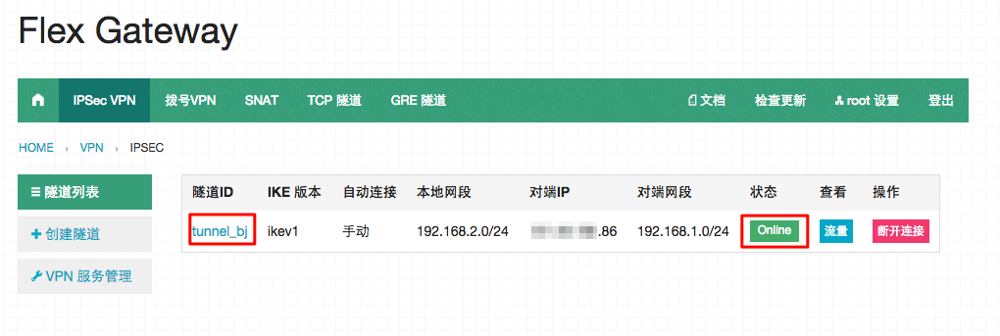 Flex Gateway
IPSec VPN 拨号VPN SNAT TCP 隧道 GRE 隧道 文档 检查更新 root 设置 登出
HOME › VPN › IPSEC
隧道列表
创建隧道
VPN 服务管理
隧道ID IKE 版本 自动连接 本地网段 对端IP 对端网段 状态 查看 操作
tunnel_bj ikev1 手动 192.168.2.0/24 .86 192.168.1.0/24 Online 流量 断开连接